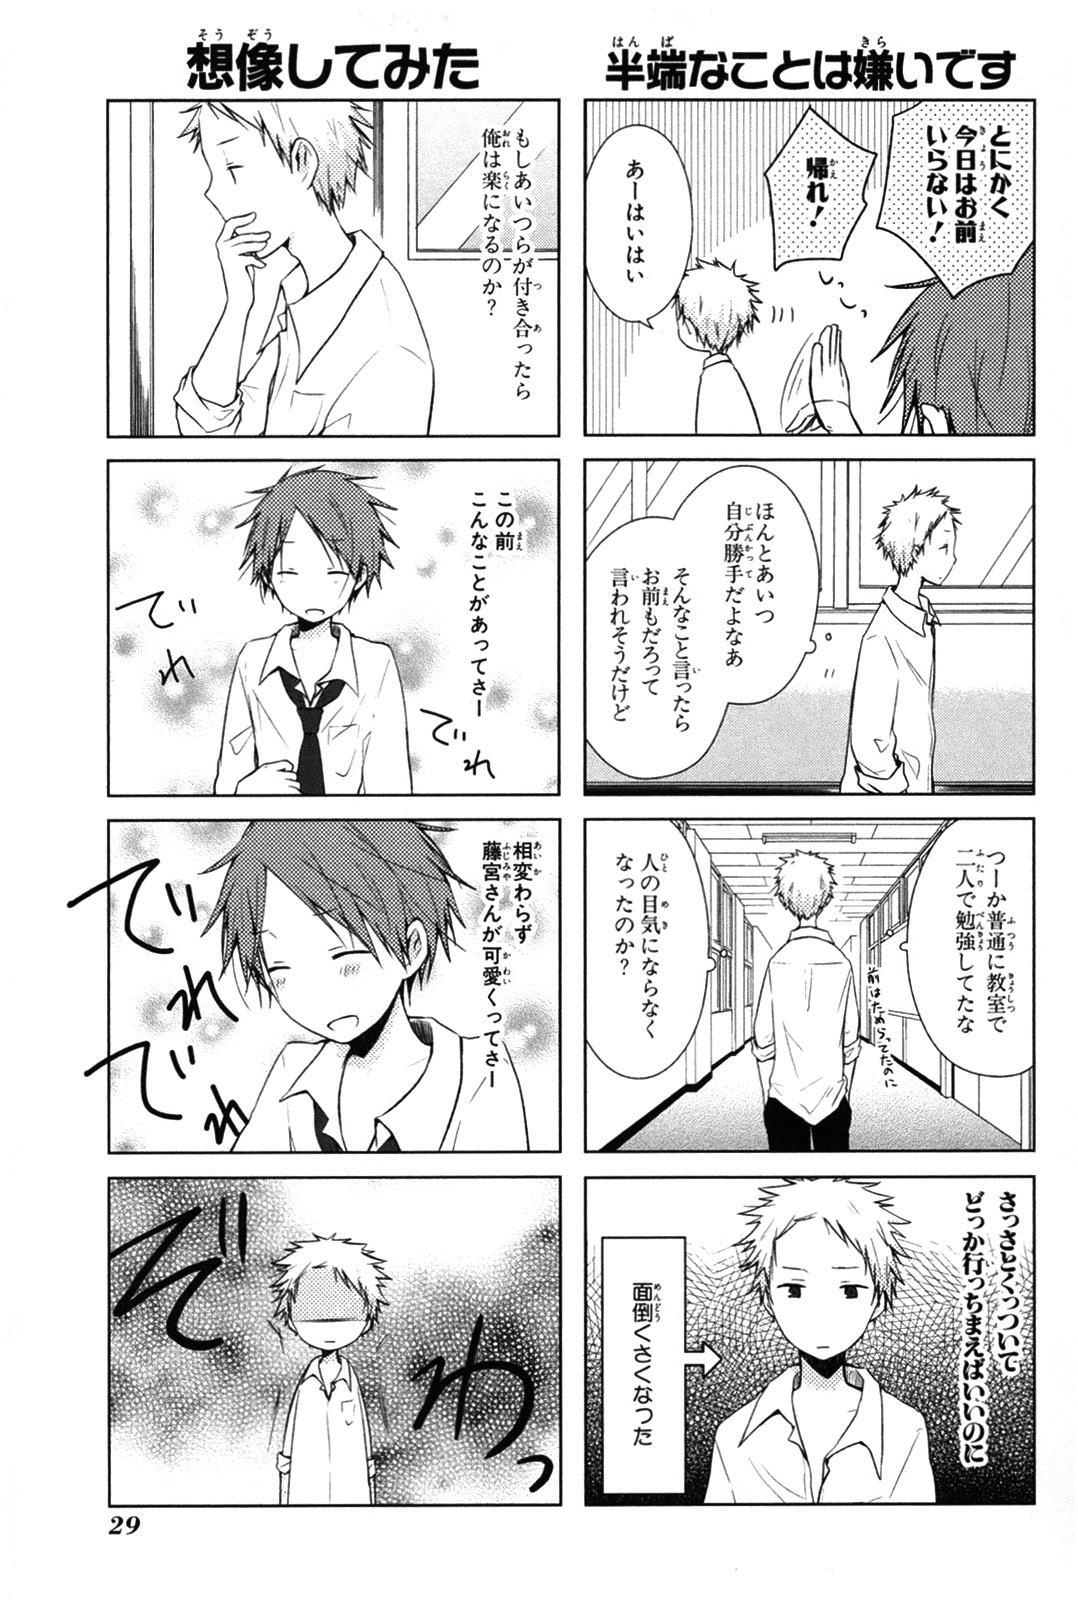 半端なことは嫌いです
とにかく
今日はお前
いらない！
帰れ！
あーはいはい
ほんとあいつ
自分勝手だよなぁ
そんなこと言ったら
お前もだろって
言われそうだけど
つーか普通に教室で
二人で勉強してたな
前はためらってたのに
人の目気にならなく
なったのか？
さっさとくっついて
どっか行っちまえばいいのに
面倒くさくなった
想像してみた
もしあいつらが付き合ったら
俺は楽になるのか？
この前
こんなことがあってさー
でれ
でれ
相変わらず
藤宮さんが可愛くってさー
でれ
でれ
ぞわっ
29